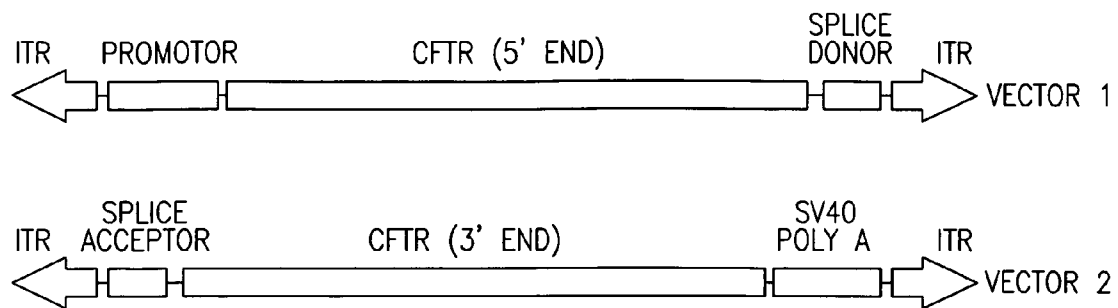 ITR PROMOTOR CFTR (5' END) SPLICE DONOR ITR
VECTOR 1
ITR SPLICE ACCEPTOR CFTR (3' END) SV40 POLY A ITR
VECTOR 2